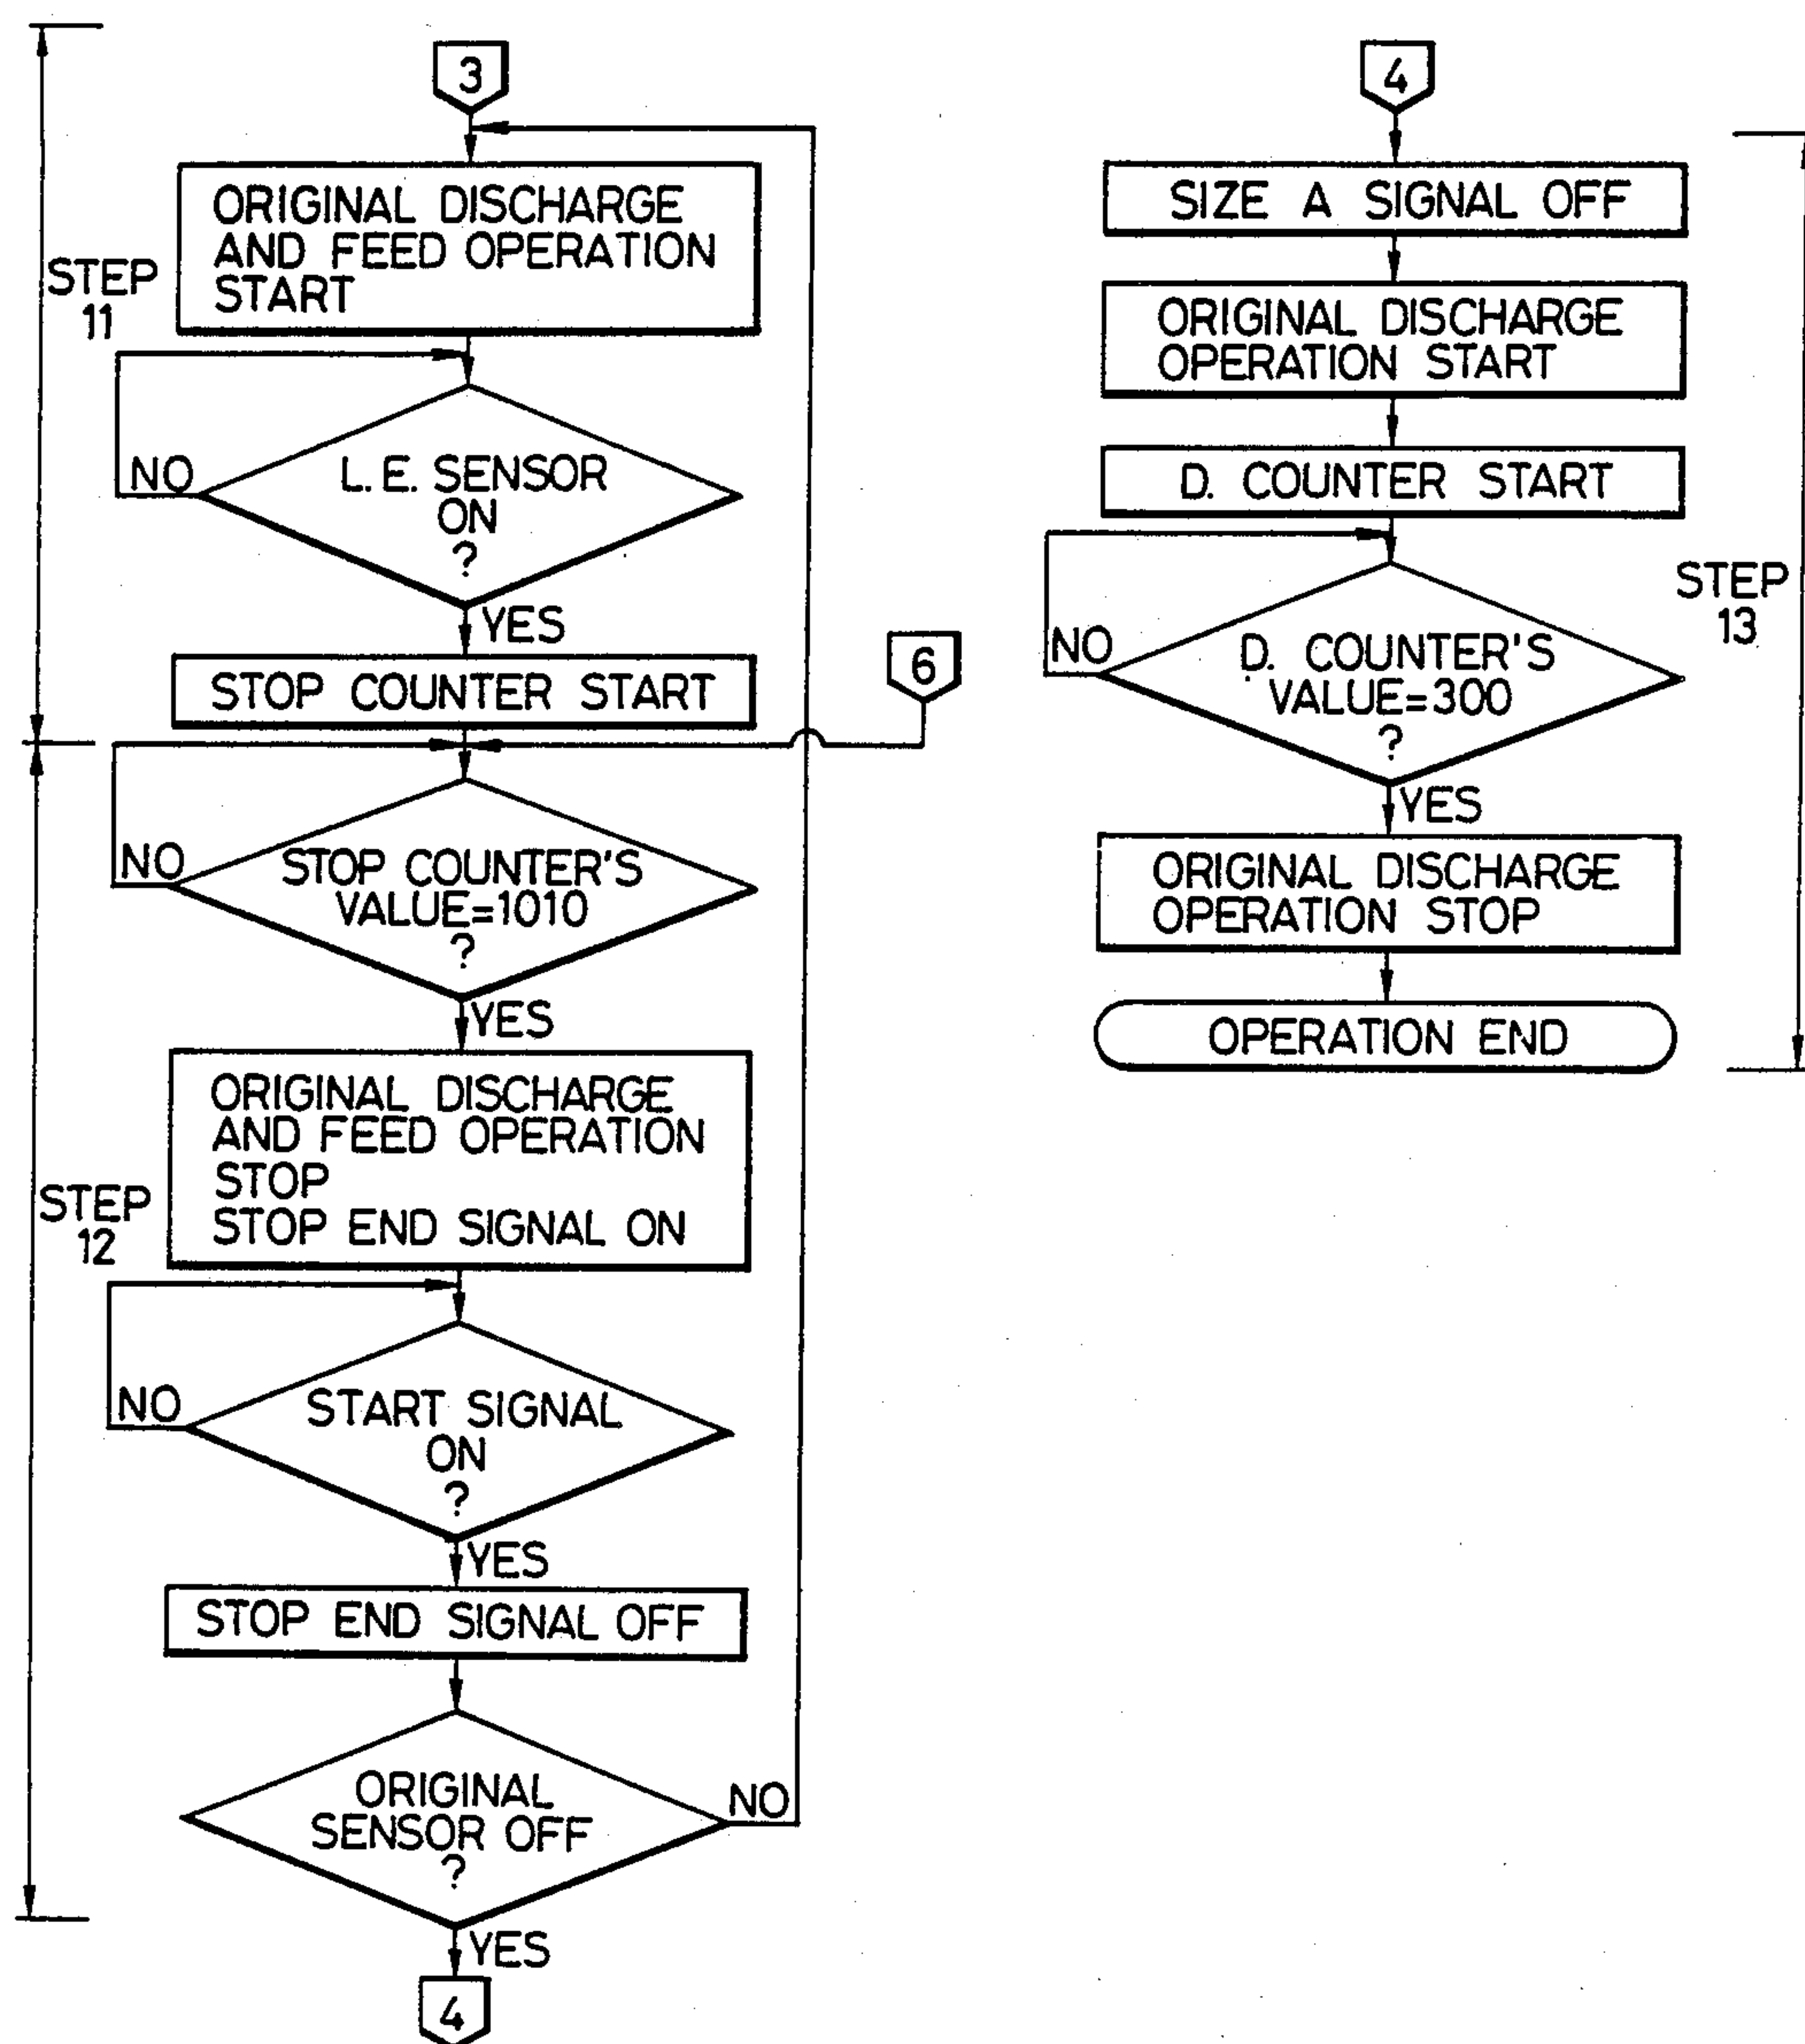 3
ORIGINAL DISCHARGE
AND FEED OPERATION
START
STEP
11
L. E. SENSOR
ON
?
NO
YES
STOP COUNTER START
6
STOP COUNTER'S
VALUE=1010
?
NO
YES
ORIGINAL DISCHARGE
AND FEED OPERATION
STOP
STOP END SIGNAL ON
STEP
12
START SIGNAL
ON
?
NO
YES
STOP END SIGNAL OFF
ORIGINAL
SENSOR OFF
?
NO
YES
4
4
SIZE A SIGNAL OFF
ORIGINAL DISCHARGE
OPERATION START
D. COUNTER START
STEP
13
D. COUNTER'S
VALUE=300
?
NO
YES
ORIGINAL DISCHARGE
OPERATION STOP
OPERATION END